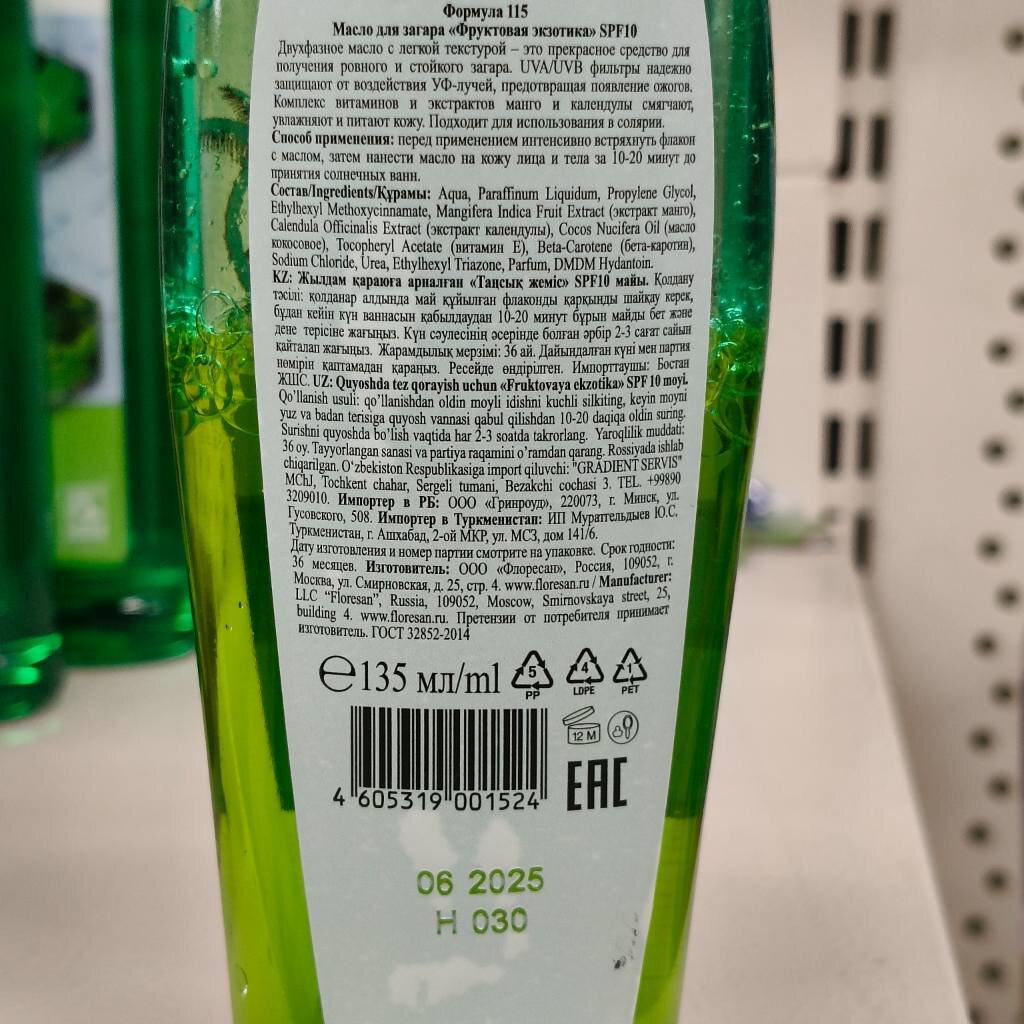 Формула 115
Масло для загара «Фруктовая экзотика» SPF10
Двухфазное масло с легкой текстурой – это прекрасное средство для
получения ровного и стойкого загара. UVA/UVB фильтры надежно
защищают от воздействия УФ-лучей, предотвращая появление ожогов.
Комплекс витаминов и экстрактов манго и календулы смягчают,
увлажняют и питают кожу. Подходит для использования в солярии.
Способ применения: перед применением интенсивно встряхнуть флакон
с маслом, затем нанести масло на кожу лица и тела за 10-20 минут до
принятия солнечных ванн.
Состав/Ingredients/Құрамы: Aqua, Paraffinum Liquidum, Propylene Glycol,
Ethylhexyl Methoxycinnamate, Mangifera Indica Fruit Extract (экстракт манго),
Calendula Officinalis Extract (экстракт календулы), Cocos Nucifera Oil (масло
кокосовое), Tocopheryl Acetate (витамин Е), Beta-Carotene (бета-каротин),
Sodium Chloride, Urea, Ethylhexyl Triazone, Parfum, DMDM Hydantoin.
KZ: Жылдам қараюға арналған «Таңсық жеміс» SPF10 майы. Қолдану
тәсілі: қолданар алдында май құйылған флаконды қарқынды шайқау керек,
бұдан кейін күн ваннасын қабылдаудан 10-20 минут бұрын майды бет және
дене терісіне жағыңыз. Күн сәулесінің әсерінде болған әрбір 2-3 сағат сайын
қайталап жағыңыз. Жарамдылық мерзімі: 36 ай. Дайындалған күні мен партия
нөмірін қаптамадан қараңыз. Ресейде өндірілген. Импорттаушы: Бостан
ЖШС. UZ: Quyoshda tez qorayish uchun «Fruktovaya ekzotika» SPF 10 moyi.
Qo‘llanish usuli: qo‘llanishdan oldin moyli idishni kuchli silkiting, keyin moyni
yuz va badan terisiga quyosh vannasi qabul qilishdan 10-20 daqiqa oldin suring.
Surishni quyoshda bo‘lish vaqtida har 2-3 soatda takrorlang. Yaroqlilik muddati:
36 oy. Tayyorlangan sanasi va partiya raqamini o‘ramdan qarang. Rossiyada ishlab
chiqarilgan. O‘zbekiston Respublikasiga import qiluvchi: "GRADIENT SERVIS"
MChJ, Tochkent chahar, Sergeli tumani, Bezakchi cochasi 3. TEL. +99890
3209010. Импортер в РБ: ООО «Гринроуд», 220073, г. Минск, ул.
Гусовского, 508. Импортер в Туркменистан: ИП Мураттельдыев Ю.С.
Туркменистан, г. Ашхабад, 2-ой МКР, ул. МСЗ, дом 141/6.
Дату изготовления и номер партии смотрите на упаковке. Срок годности:
36 месяцев. Изготовитель: ООО «Флоресан», Россия, 109052, г.
Москва, ул. Смирновская, д. 25, стр. 4. www.floresan.ru / Manufacturer:
LLC “Floresan”, Russia, 109052, Moscow, Smirnovskaya street, 25,
building 4. www.floresan.ru. Претензии от потребителя принимает
изготовитель. ГОСТ 32852-2014
℮135 мл/ml 5 PP 4 LDPE 1 PET
12 M
4 605319 001524
EAC
06 2025
H 030